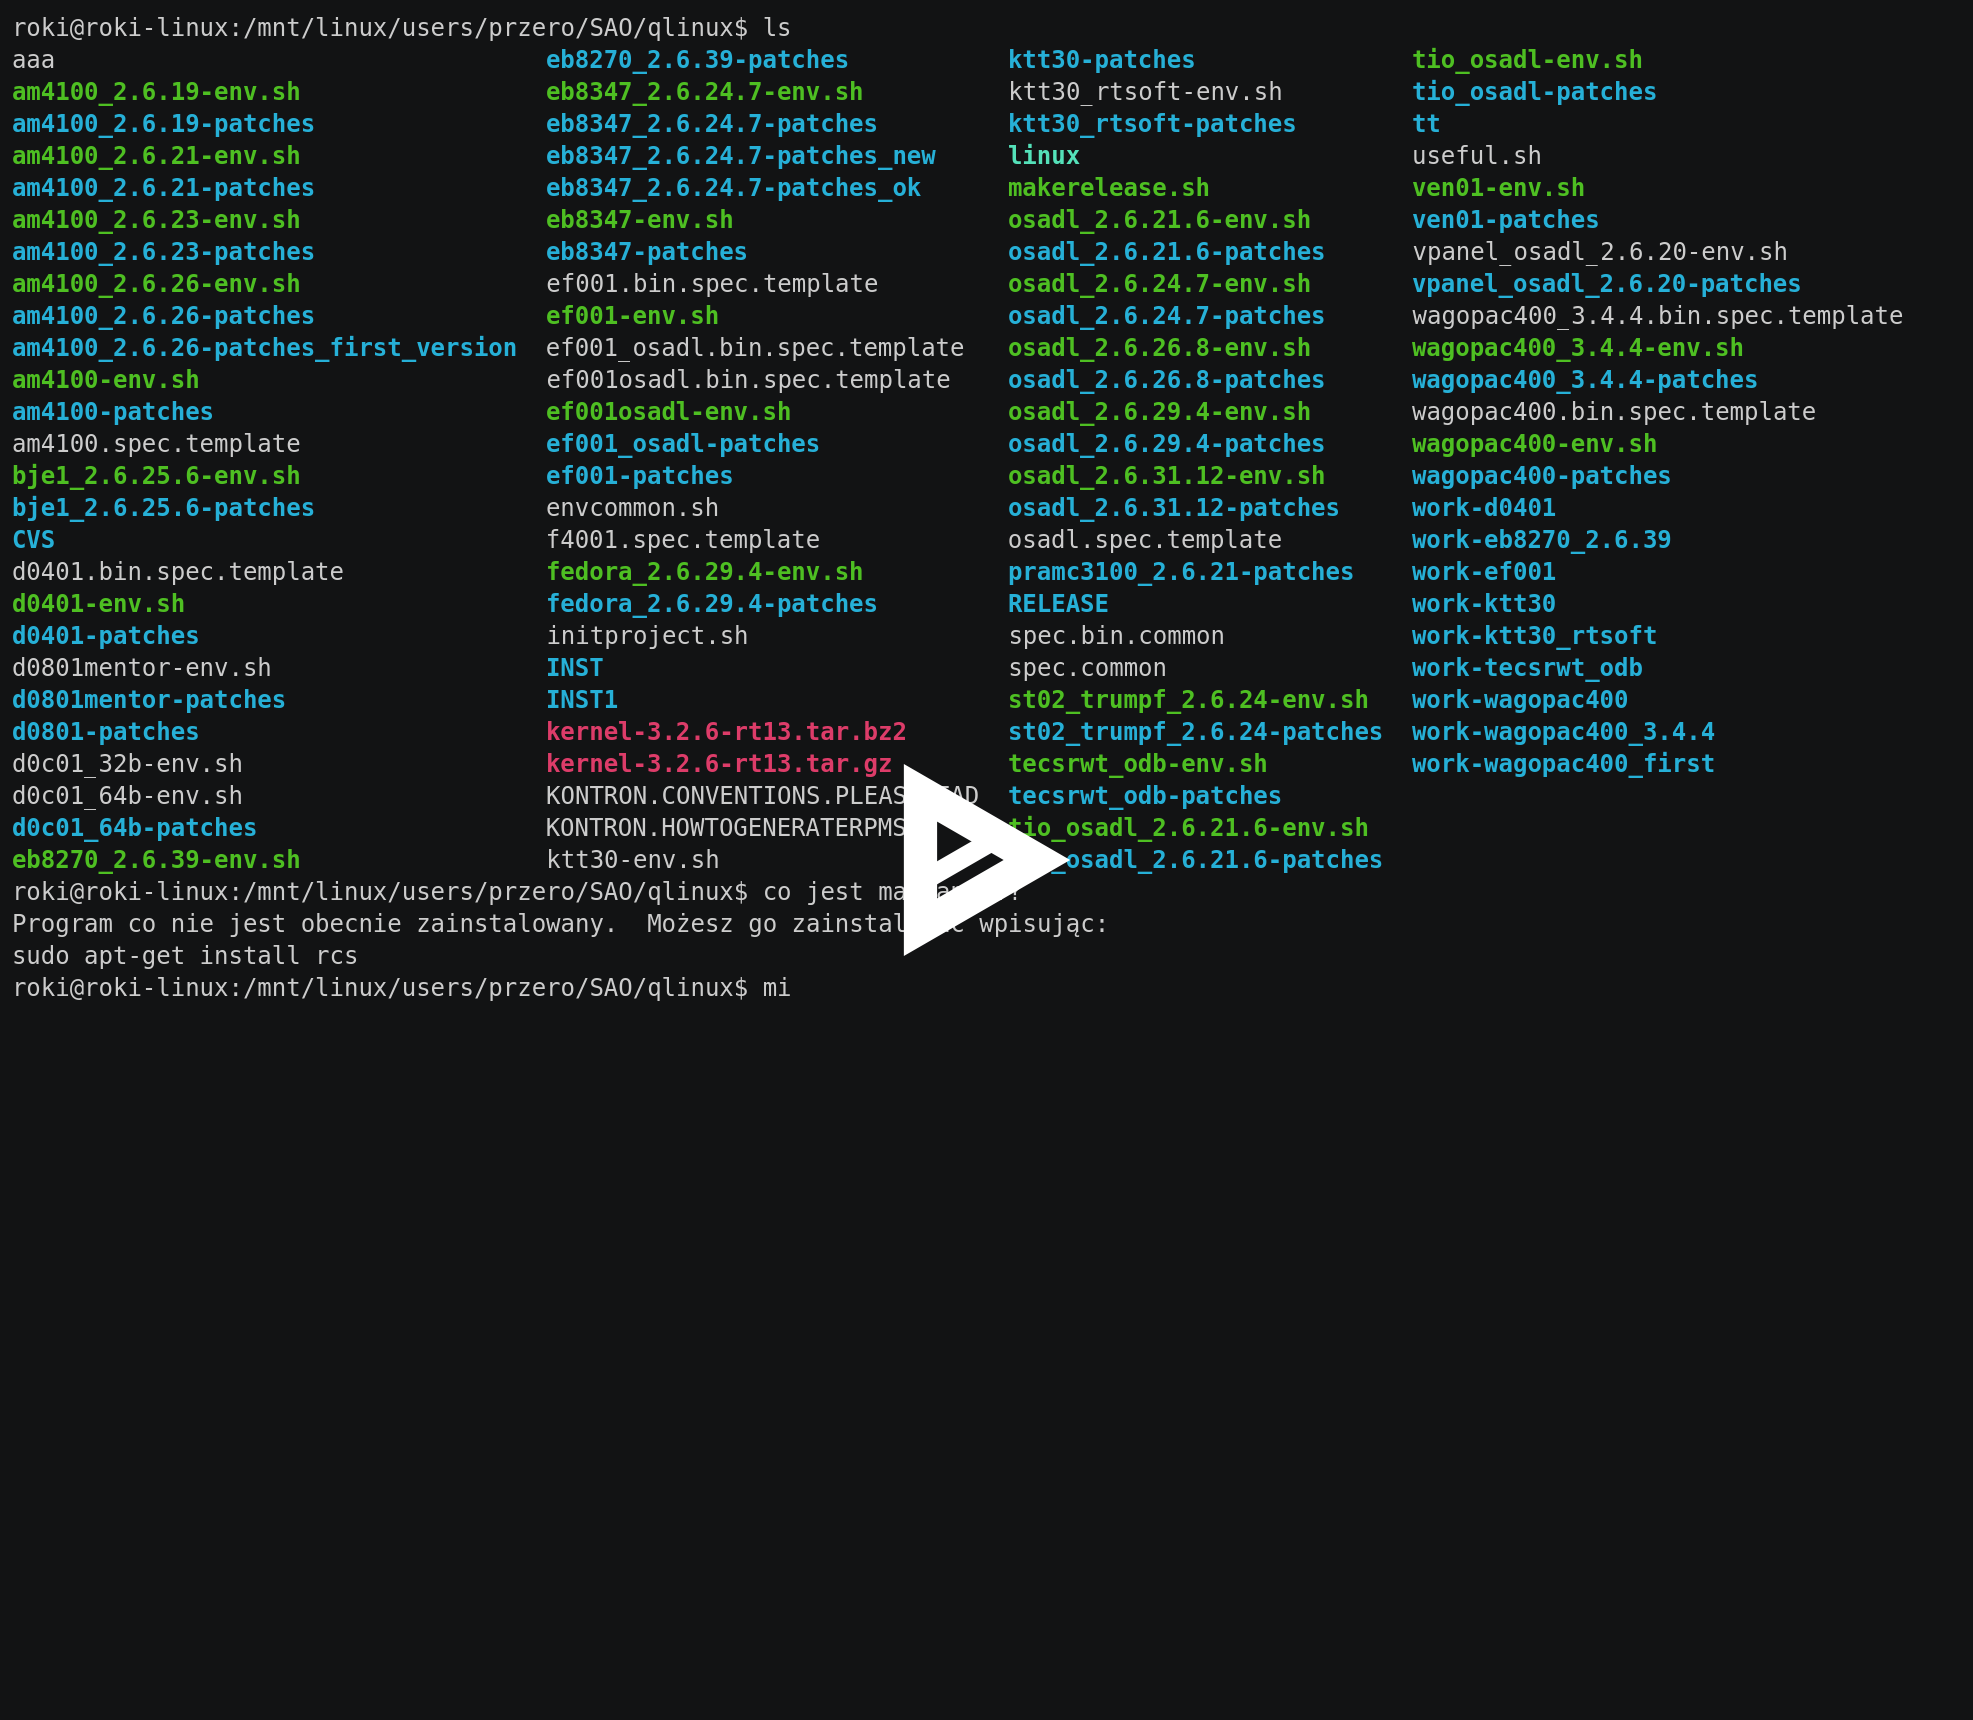 roki@roki-linux:/mnt/linux/users/przero/SAO/qlinux$ ls
aaa eb8270_2.6.39-patches ktt30-patches tio_osadl-env.sh
am4100_2.6.19-env.sh eb8347_2.6.24.7-env.sh ktt30_rtsoft-env.sh tio_osadl-patches
am4100_2.6.19-patches eb8347_2.6.24.7-patches ktt30_rtsoft-patches tt
am4100_2.6.21-env.sh eb8347_2.6.24.7-patches_new linux useful.sh
am4100_2.6.21-patches eb8347_2.6.24.7-patches_ok makerelease.sh ven01-env.sh
am4100_2.6.23-env.sh eb8347-env.sh osadl_2.6.21.6-env.sh ven01-patches
am4100_2.6.23-patches eb8347-patches osadl_2.6.21.6-patches vpanel_osadl_2.6.20-env.sh
am4100_2.6.26-env.sh ef001.bin.spec.template osadl_2.6.24.7-env.sh vpanel_osadl_2.6.20-patches
am4100_2.6.26-patches ef001-env.sh osadl_2.6.24.7-patches wagopac400_3.4.4.bin.spec.template
am4100_2.6.26-patches_first_version ef001_osadl.bin.spec.template osadl_2.6.26.8-env.sh wagopac400_3.4.4-env.sh
am4100-env.sh ef001osadl.bin.spec.template osadl_2.6.26.8-patches wagopac400_3.4.4-patches
am4100-patches ef001osadl-env.sh osadl_2.6.29.4-env.sh wagopac400.bin.spec.template
am4100.spec.template ef001_osadl-patches osadl_2.6.29.4-patches wagopac400-env.sh
bje1_2.6.25.6-env.sh ef001-patches osadl_2.6.31.12-env.sh wagopac400-patches
bje1_2.6.25.6-patches envcommon.sh osadl_2.6.31.12-patches work-d0401
CVS f4001.spec.template osadl.spec.template work-eb8270_2.6.39
d0401.bin.spec.template fedora_2.6.29.4-env.sh pramc3100_2.6.21-patches work-ef001
d0401-env.sh fedora_2.6.29.4-patches RELEASE work-ktt30
d0401-patches initproject.sh spec.bin.common work-ktt30_rtsoft
d0801mentor-env.sh INST spec.common work-tecsrwt_odb
d0801mentor-patches INST1 st02_trumpf_2.6.24-env.sh work-wagopac400
d0801-patches kernel-3.2.6-rt13.tar.bz2 st02_trumpf_2.6.24-patches work-wagopac400_3.4.4
d0c01_32b-env.sh kernel-3.2.6-rt13.tar.gz tecsrwt_odb-env.sh work-wagopac400_first
d0c01_64b-env.sh tecsrwt_odb-patches
d0c01_64b-patches KONTRON.HOWTOGENERATERPMS tio_osadl_2.6.21.6-env.sh
eb8270_2.6.39-env.sh ktt30-env.sh
roki@roki-linux:/mnt/linux/users/przero/SAO/qlinux$ co jest
Program co nie jest obecnie zainstalowany. Możesz go wpisując:
sudo apt-get install rcs
roki@roki-linux:/mnt/linux/users/przero/SAO/qlinux$ mi